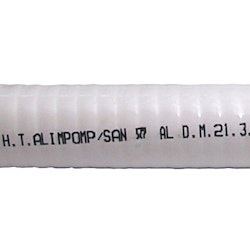 H.T.ALIMPOMP/SAN AL D.M.21.3.